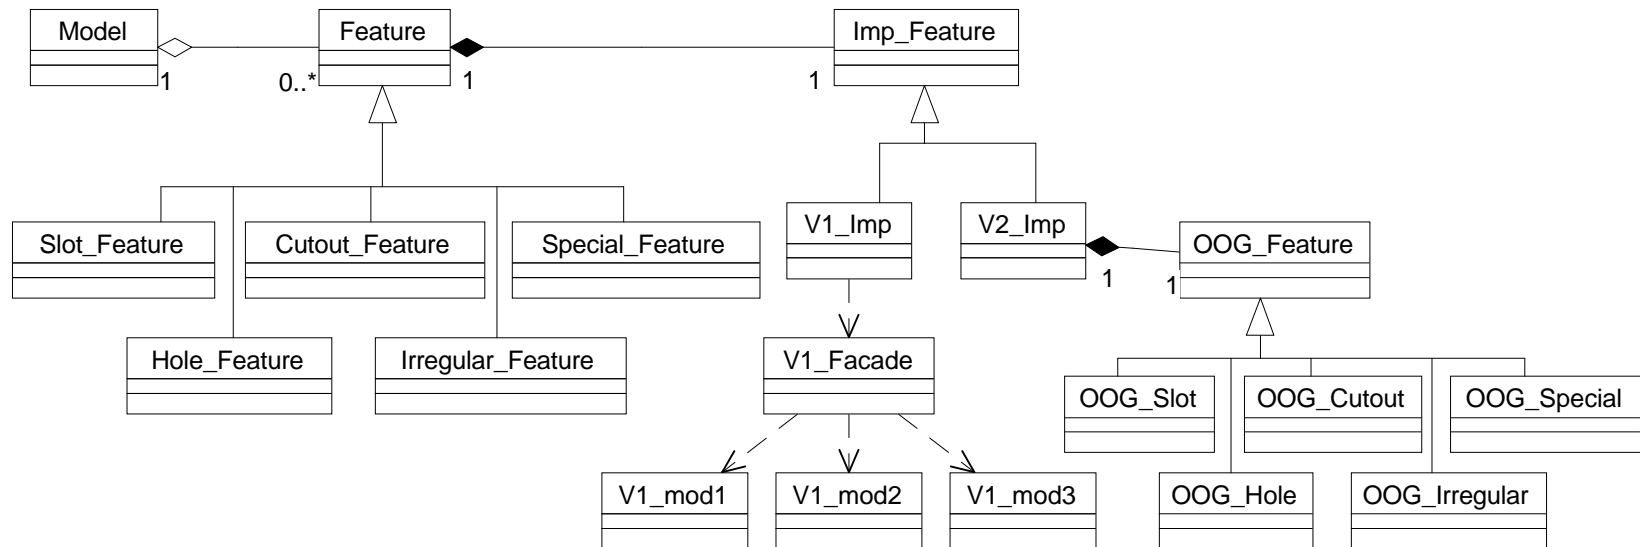 Model
Feature
Imp_Feature
1
0..*
1
1
Slot_Feature
Cutout_Feature
Special_Feature
V1_Imp
V2_Imp
OOG_Feature
1
1
Hole_Feature
Irregular_Feature
V1_Facade
OOG_Slot
OOG_Cutout
OOG_Special
V1_mod1
V1_mod2
V1_mod3
OOG_Hole
OOG_Irregular